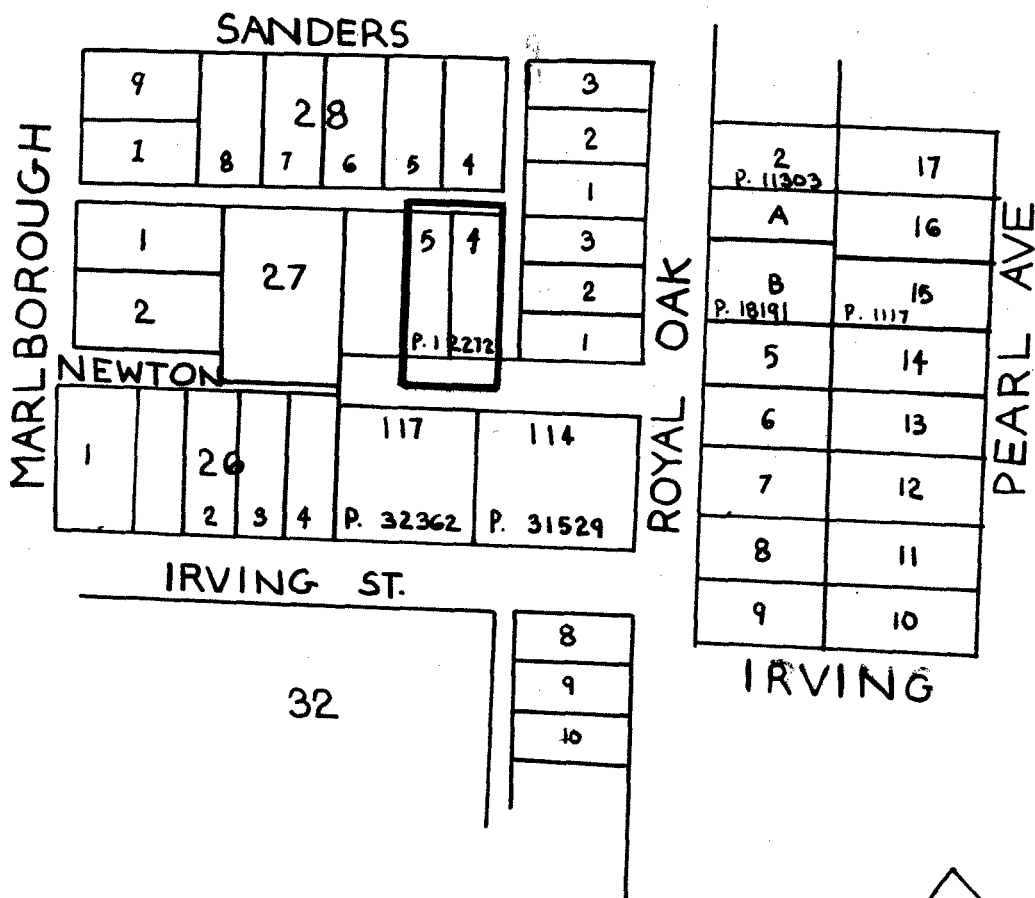 SANDERS
MARLBOROUGH
9
28
1
8
7
6
5
4
3
2
1
3
2
1
1
27
5
4
2
P. 12272
NEWTON
1
26
2
3
4
117
P. 32362
114
P. 31529
ROYAL OAK
2
P. 11303
A
B
P. 18191
5
6
7
8
9
17
16
15
P. 1117
14
13
12
11
10
PEARL AVE
IRVING ST.
IRVING
32
8
9
10